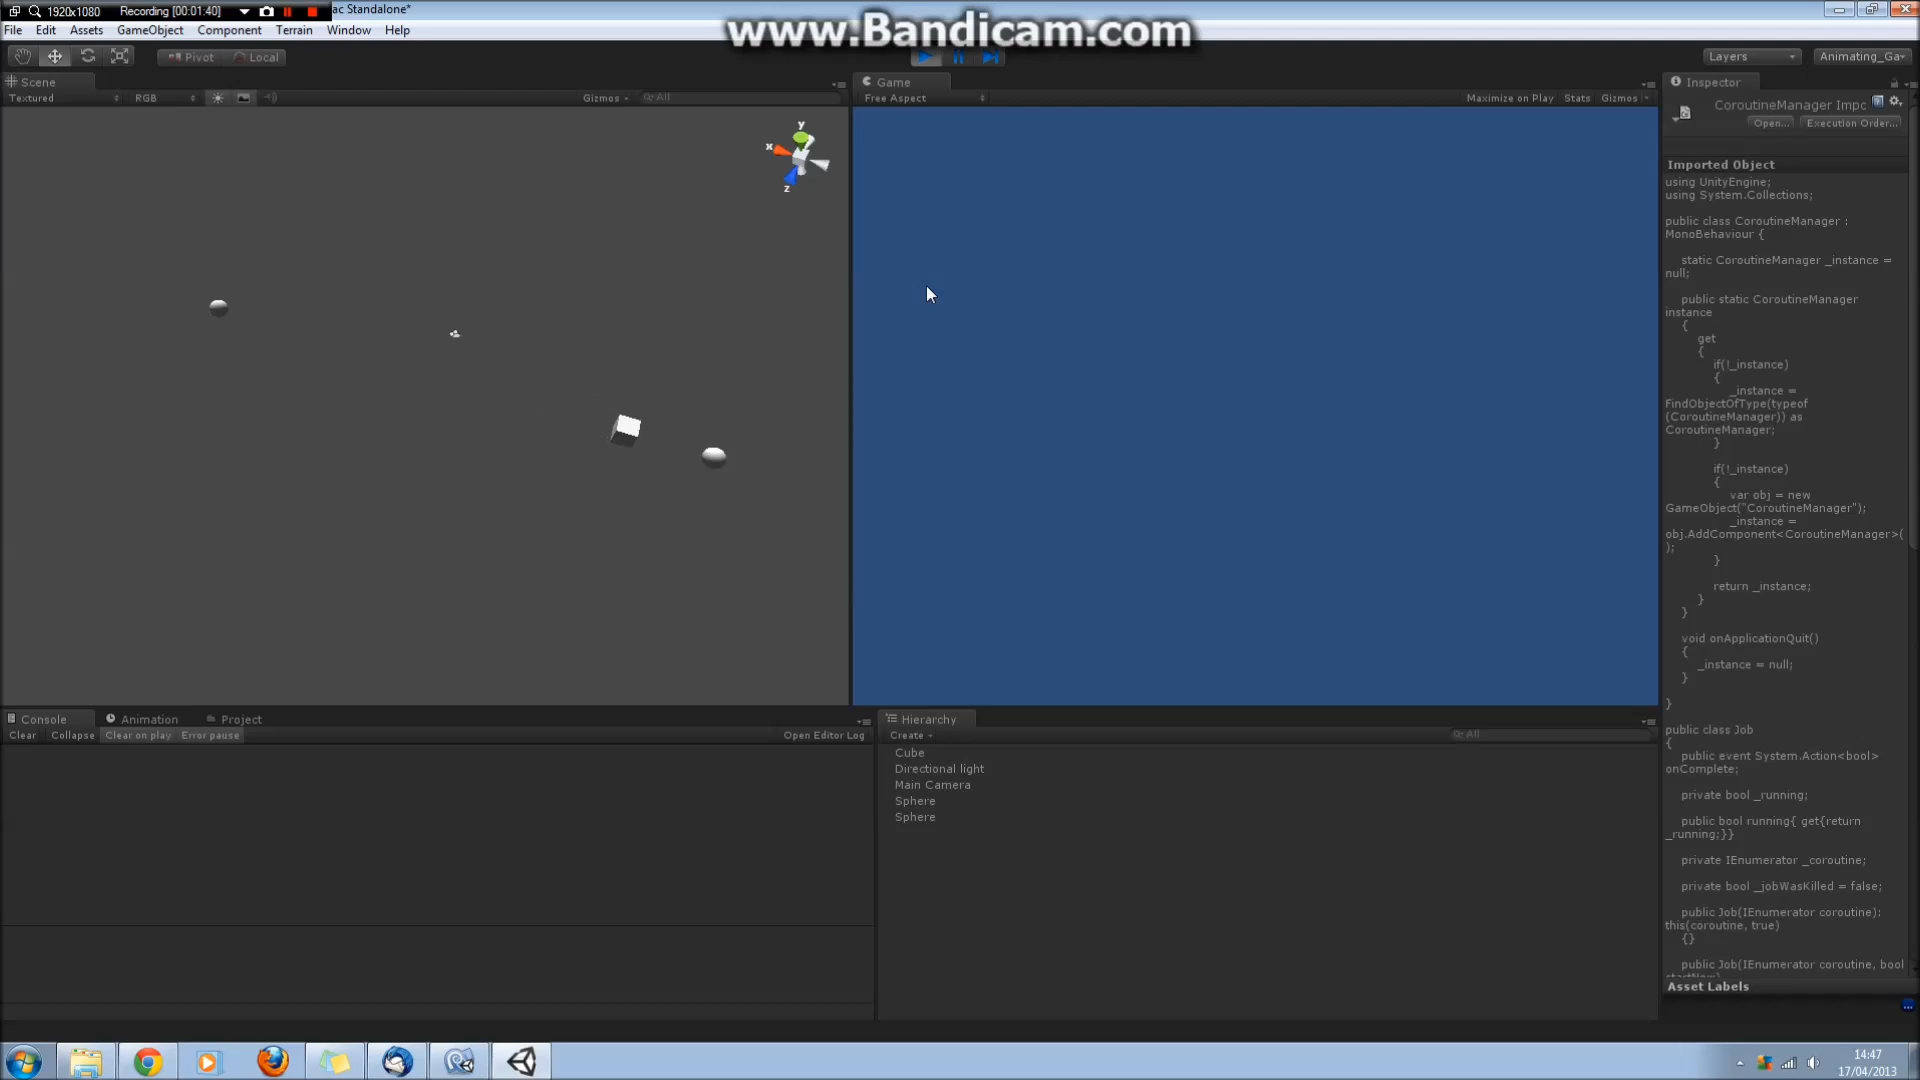 1920x1080 Recording [00:01:40] ac Standalone*
www.Bandicam.com
File Edit Assets GameObject Component Terrain Window Help
Pivot Local Layers Animating_Ga
Scene Game Inspector
Textured RGB Gizmos All Free Aspect Maximize on Play Stats Gizmos
CoroutineManager Impo
Open... Execution Order...
y
x
z
Imported Object
using UnityEngine;
using System.Collections;
public class CoroutineManager :
MonoBehaviour {
static CoroutineManager _instance =
null;
public static CoroutineManager
instance
{
get
{
if(!_instance)
{
_instance =
FindObjectOfType(typeof
(CoroutineManager)) as
CoroutineManager;
}
if(!_instance)
{
var obj = new
GameObject("CoroutineManager");
_instance =
obj.AddComponent<CoroutineManager>(
);
}
return _instance;
}
}
void onApplicationQuit()
{
_instance = null;
}
}
public class Job
{
public event System.Action<bool>
onComplete;
private bool _running;
public bool running{ get{return
_running;}}
private IEnumerator _coroutine;
private bool _jobWasKilled = false;
public Job(IEnumerator coroutine):
this(coroutine, true)
{}
public Job(IEnumerator coroutine, bool
Asset Labels
Console Animation Project
Clear Collapse Clear on play Error pause Open Editor Log
Hierarchy
Create All
Cube
Directional light
Main Camera
Sphere
Sphere
14:47
17/04/2013